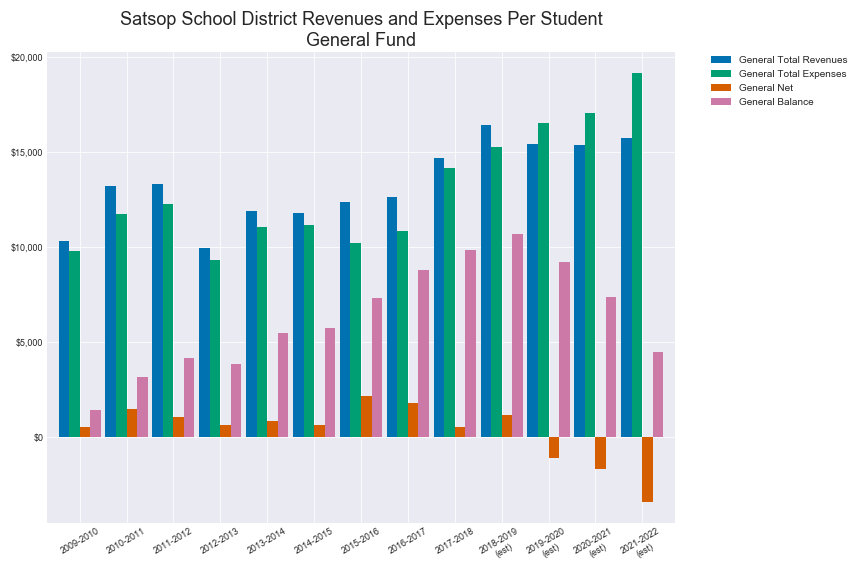 Satsop School District Revenues and Expenses Per Student
General Fund
$20,000
$15,000
$10,000
$5,000
$0
2009-2010
2010-2011
2011-2012
2012-2013
2013-2014
2014-2015
2015-2016
2016-2017
2017-2018
2018-2019
(est)
2019-2020
(est)
2020-2021
(est)
2021-2022
(est)
General Total Revenues
General Total Expenses
General Net
General Balance